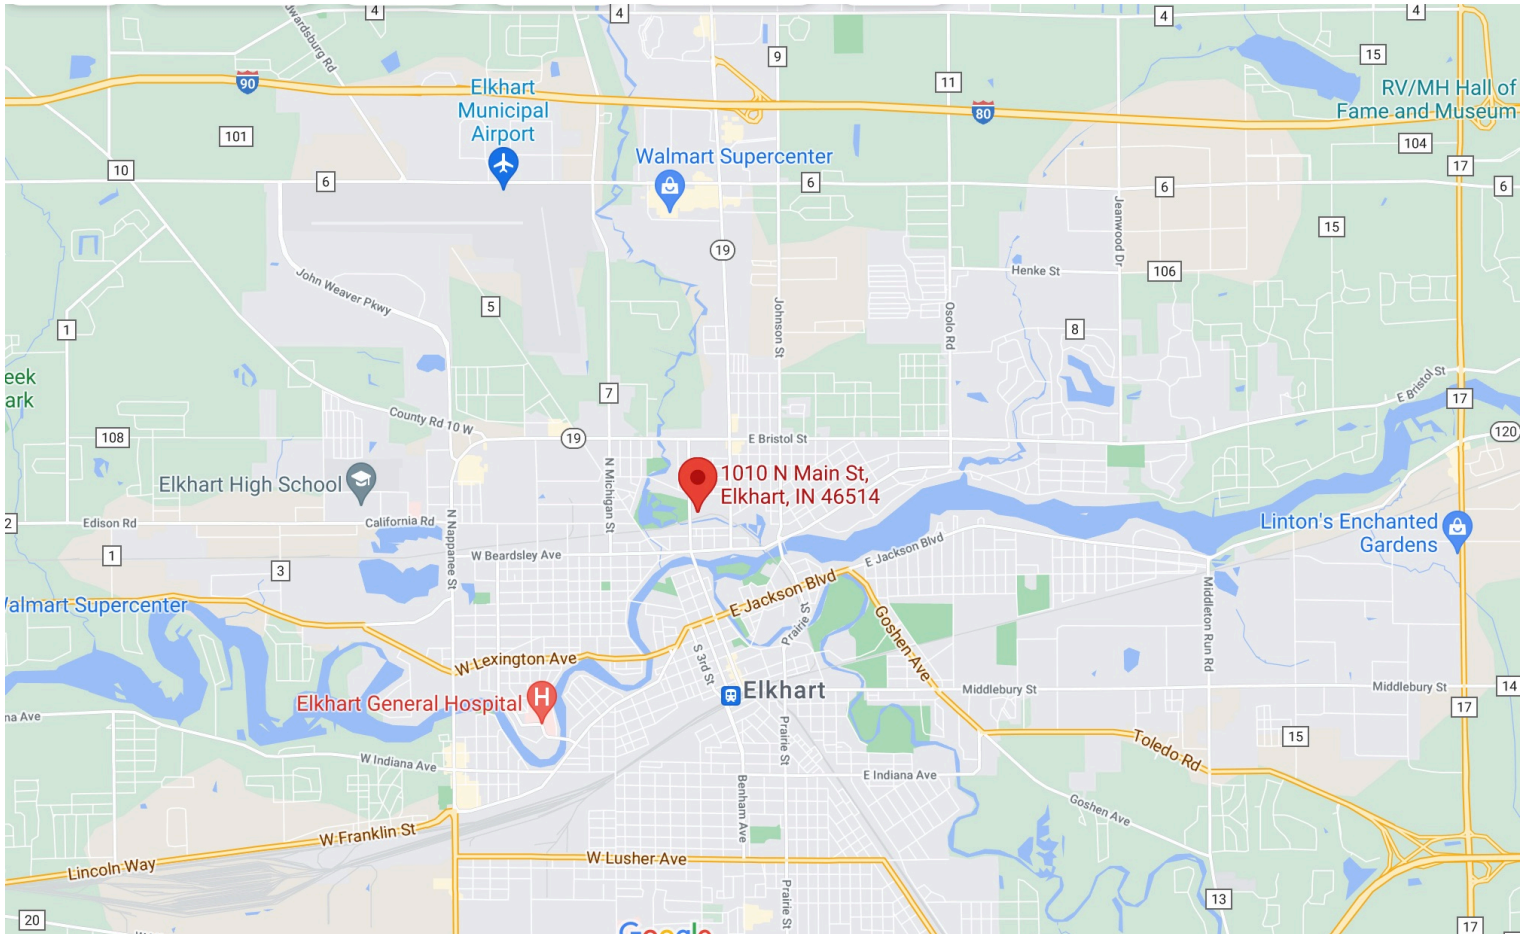 4
4
4
4
Edwardsburg Rd
9
15
11
90
80
Elkhart
Municipal
Airport
RV/MH Hall of
Fame and Museum
101
104
10
17
Walmart Supercenter
6
6
6
6
15
Jeanwood Dr
19
Henke St
106
John Weaver Pkwy
5
Johnson St
Osolo Rd
8
1
eek
ark
7
E Bristol St
17
County Rd 10 W
108
19
E Bristol St
120
N Michigan St
1010 N Main St,
Elkhart, IN 46514
Elkhart High School
2
Edison Rd
California Rd
N Nappanee St
Linton's Enchanted
Gardens
1
W Beardsley Ave
E Jackson Blvd
3
Walmart Supercenter
E Jackson Blvd
Prairie St
Goshen Ave
Middleton Run Rd
W Lexington Ave
S 3rd St
Elkhart General Hospital
H
Elkhart
Middlebury St
Middlebury St
14
17
na Ave
Prairie St
15
Toledo Rd
W Indiana Ave
E Indiana Ave
Benham Ave
Goshen Ave
W Franklin St
Lincoln Way
W Lusher Ave
Prairie St
13
20
17
Google